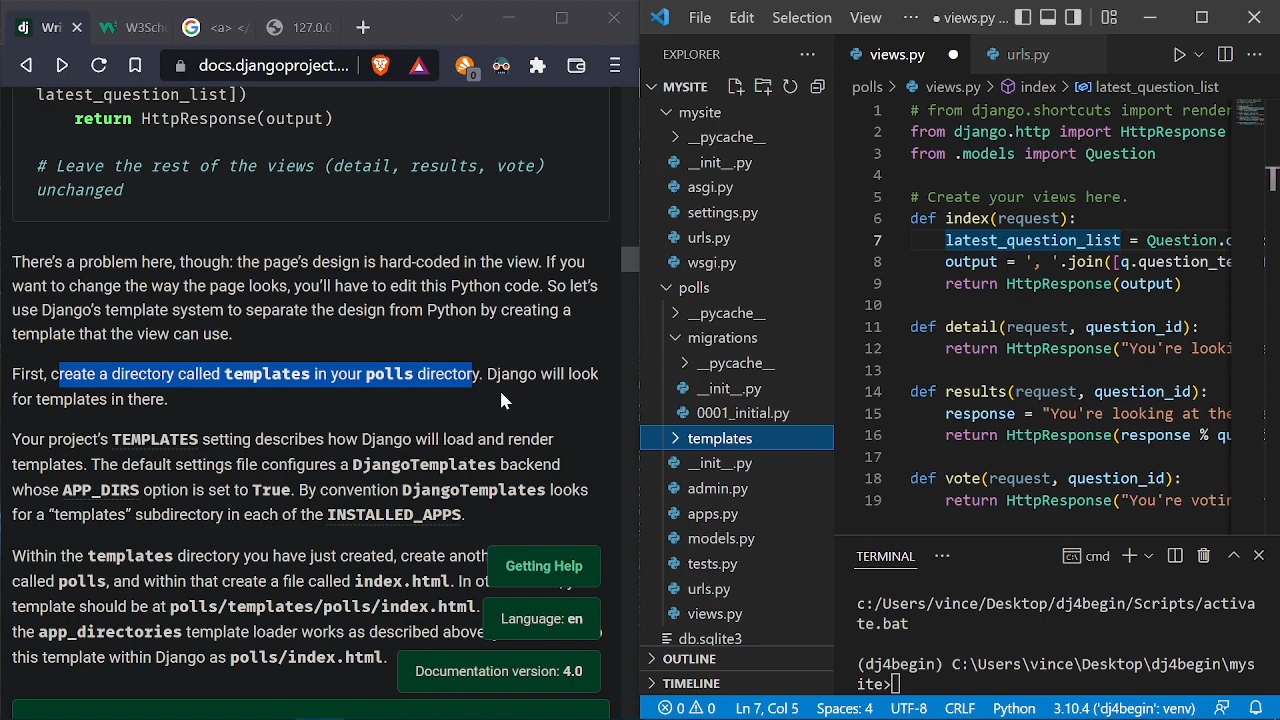 dj Wri
W3Sch
<a> </
127.0.
docs.djangoproject....
0
latest_question_list])
return HttpResponse(output)
# Leave the rest of the views (detail, results, vote)
unchanged
There's a problem here, though: the page's design is hard-coded in the view. If you
want to change the way the page looks, you'll have to edit this Python code. So let's
use Django's template system to separate the design from Python by creating a
template that the view can use.
First, create a directory called templates in your polls directory. Django will look
for templates in there.
Your project's TEMPLATES setting describes how Django will load and render
templates. The default settings file configures a DjangoTemplates backend
whose APP_DIRS option is set to True. By convention DjangoTemplates looks
for a “templates” subdirectory in each of the INSTALLED_APPS.
Within the templates directory you have just created, create anoth
called polls, and within that create a file called index.html. In ot
template should be at polls/templates/polls/index.html.
the app_directories template loader works as described above
this template within Django as polls/index.html.
Getting Help
Language: en
Documentation version: 4.0
File Edit Selection View ··· ● views.py ...
EXPLORER
MYSITE
mysite
__pycache__
__init__.py
asgi.py
settings.py
urls.py
wsgi.py
polls
__pycache__
migrations
__pycache__
__init__.py
0001_initial.py
templates
__init__.py
admin.py
apps.py
models.py
tests.py
urls.py
views.py
db.sqlite3
OUTLINE
TIMELINE
views.py
urls.py
polls > views.py > index > latest_question_list
1 # from django.shortcuts import render
2 from django.http import HttpResponse
3 from .models import Question
4
5 # Create your views here.
6 def index(request):
7 latest_question_list = Question.o
8 output = ', '.join([q.question_te
9 return HttpResponse(output)
10
11 def detail(request, question_id):
12 return HttpResponse("You're looki
13
14 def results(request, question_id):
15 response = "You're looking at the
16 return HttpResponse(response % qu
17
18 def vote(request, question_id):
19 return HttpResponse("You're votin
TERMINAL ··· cmd
c:/Users/vince/Desktop/dj4begin/Scripts/activa
te.bat
(dj4begin) C:\Users\vince\Desktop\dj4begin\mys
ite>
0 0 Ln 7, Col 5 Spaces: 4 UTF-8 CRLF Python 3.10.4 ('dj4begin': venv)